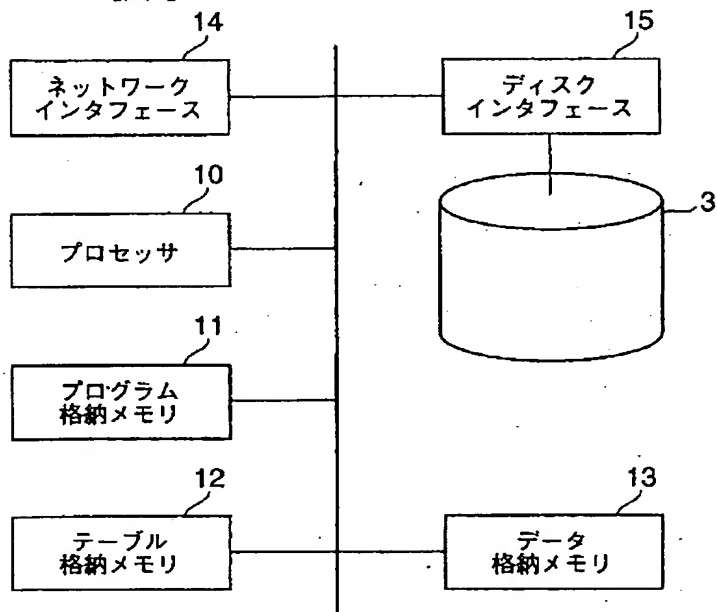 14
ネットワーク
インタフェース
15
ディスク
インタフェース
10
プロセッサ
3
11
プログラム
格納メモリ
12
テーブル
格納メモリ
13
データ
格納メモリ